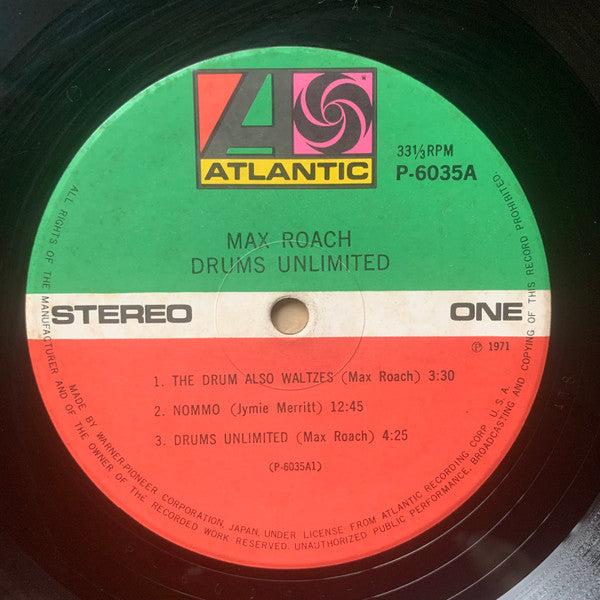 ATLANTIC
33⅓ RPM
P-6035A
MAX ROACH
DRUMS UNLIMITED
STEREO
ONE
Ⓟ 1971
1. THE DRUM ALSO WALTZES (Max Roach) 3:30
2. NOMMO (Jymie Merritt) 12:45
3. DRUMS UNLIMITED (Max Roach) 4:25
(P-6035A1)
MADE BY WARNER-PIONEER CORPORATION, JAPAN, UNDER LICENSE FROM ATLANTIC RECORDING CORP. U.S.A.
ALL RIGHTS OF THE MANUFACTURER AND OF THE OWNER OF THE RECORDED WORK RESERVED. UNAUTHORIZED PUBLIC PERFORMANCE, BROADCASTING AND COPYING OF THIS RECORD PROHIBITED.